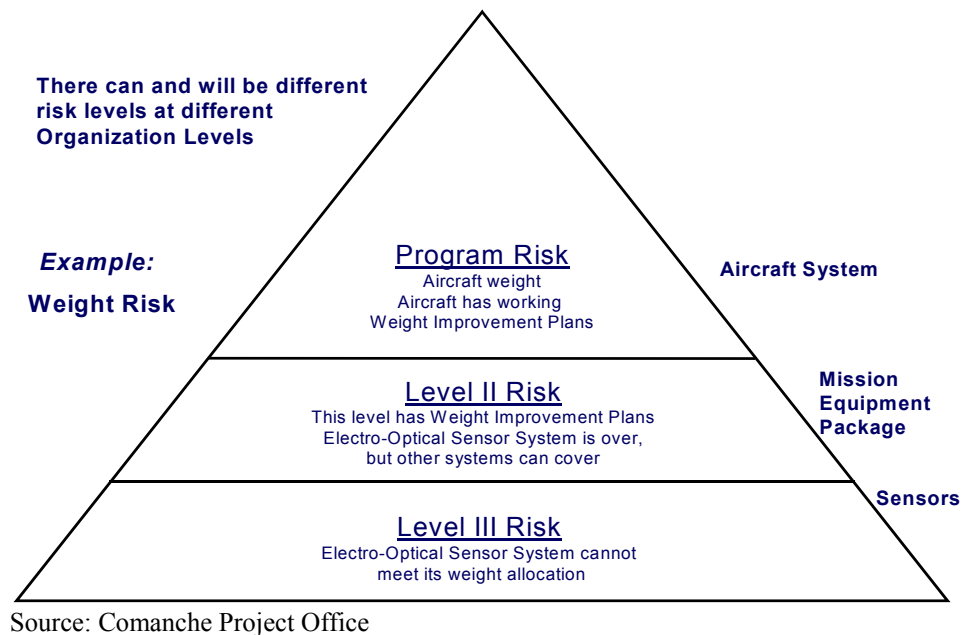 There can and will be different
risk levels at different
Organization Levels
Example:
Weight Risk
Program Risk
Aircraft weight
Aircraft has working
Weight Improvement Plans
Aircraft System
Level II Risk
This level has Weight Improvement Plans
Electro-Optical Sensor System is over,
but other systems can cover
Mission
Equipment
Package
Sensors
Level III Risk
Electro-Optical Sensor System cannot
meet its weight allocation
Source: Comanche Project Office